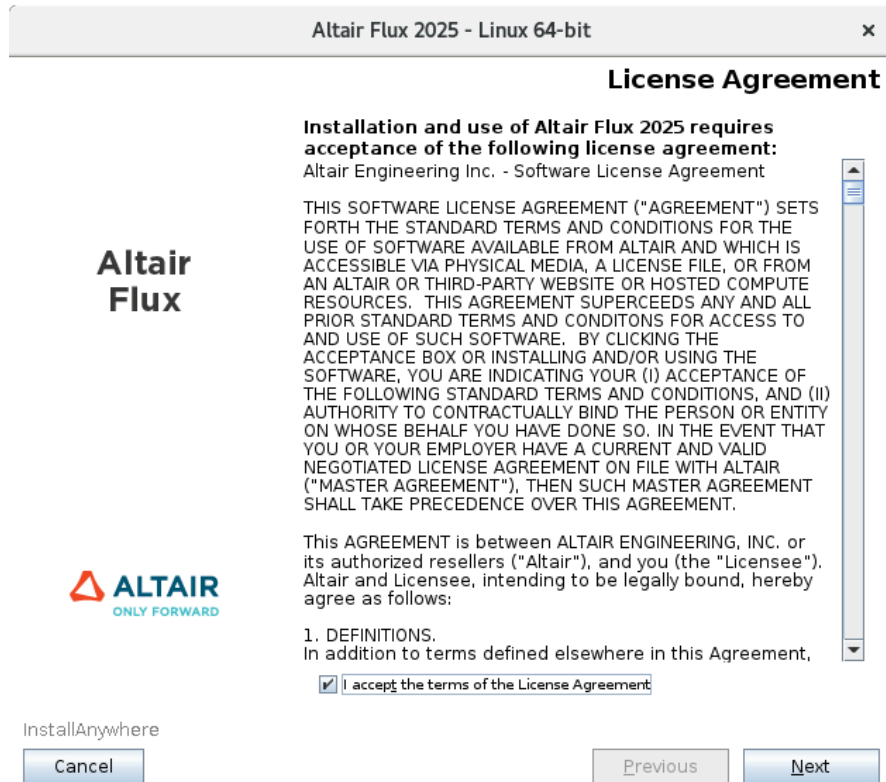 Altair Flux 2025 - Linux 64-bit
License Agreement
Installation and use of Altair Flux 2025 requires
acceptance of the following license agreement:
Altair Engineering Inc. - Software License Agreement
THIS SOFTWARE LICENSE AGREEMENT ("AGREEMENT") SETS
FORTH THE STANDARD TERMS AND CONDITIONS FOR THE
USE OF SOFTWARE AVAILABLE FROM ALTAIR AND WHICH IS
ACCESSIBLE VIA PHYSICAL MEDIA, A LICENSE FILE, OR FROM
AN ALTAIR OR THIRD-PARTY WEBSITE OR HOSTED COMPUTE
RESOURCES.  THIS AGREEMENT SUPERCEEDS ANY AND ALL
PRIOR STANDARD TERMS AND CONDITONS FOR ACCESS TO
AND USE OF SUCH SOFTWARE.  BY CLICKING THE
ACCEPTANCE BOX OR INSTALLING AND/OR USING THE
SOFTWARE, YOU ARE INDICATING YOUR (I) ACCEPTANCE OF
THE FOLLOWING STANDARD TERMS AND CONDITIONS, AND (II)
AUTHORITY TO CONTRACTUALLY BIND THE PERSON OR ENTITY
ON WHOSE BEHALF YOU HAVE DONE SO. IN THE EVENT THAT
YOU OR YOUR EMPLOYER HAVE A CURRENT AND VALID
NEGOTIATED LICENSE AGREEMENT ON FILE WITH ALTAIR
("MASTER AGREEMENT"), THEN SUCH MASTER AGREEMENT
SHALL TAKE PRECEDENCE OVER THIS AGREEMENT.
This AGREEMENT is between ALTAIR ENGINEERING, INC. or
its authorized resellers ("Altair"), and you (the "Licensee").
Altair and Licensee, intending to be legally bound, hereby
agree as follows:
1. DEFINITIONS.
In addition to terms defined elsewhere in this Agreement,
Altair
Flux
ALTAIR
ONLY FORWARD
I accept the terms of the License Agreement
InstallAnywhere
Cancel
Previous
Next